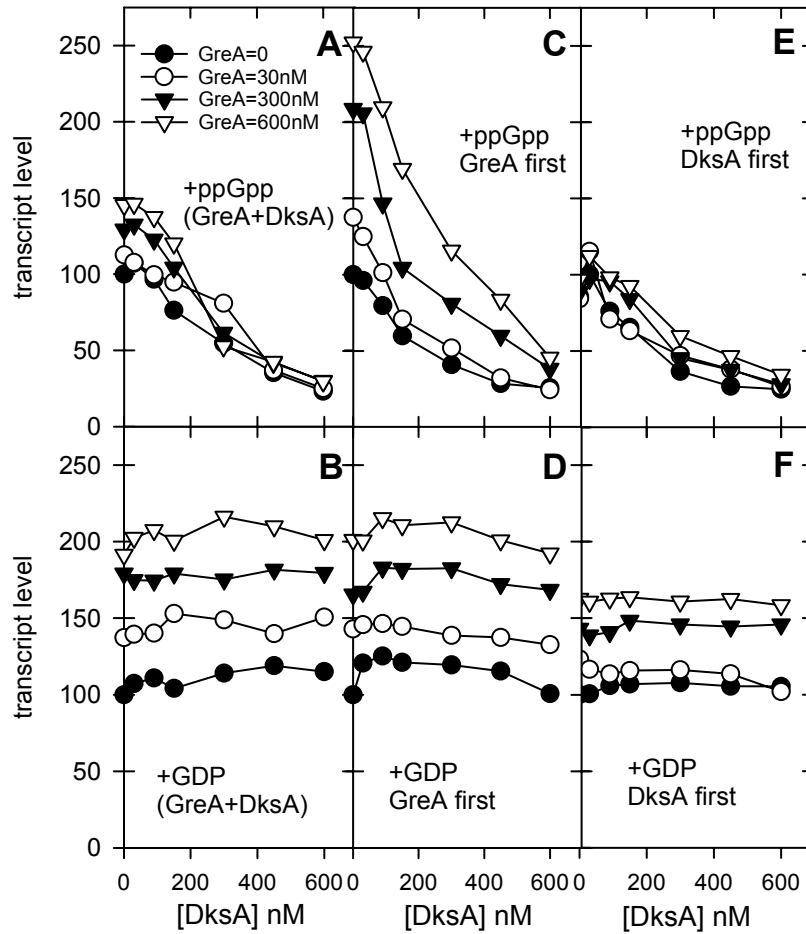 A
C
E
GreA=0
GreA=30nM
GreA=300nM
GreA=600nM
+ppGpp
(GreA+DksA)
+ppGpp
GreA first
+ppGpp
DksA first
transcript level
250
200
150
100
50
0
B
D
F
+GDP
(GreA+DksA)
+GDP
GreA first
+GDP
DksA first
transcript level
250
200
150
100
50
0
0 200 400 600 0 200 400 600 0 200 400 600
[DksA] nM [DksA] nM [DksA] nM